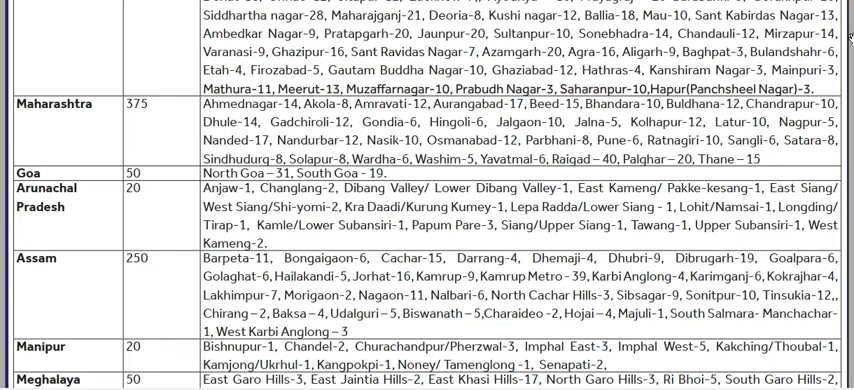 Siddhartha nagar-28, Maharajganj-21, Deoria-8, Kushi nagar-12, Ballia-18, Mau-10, Sant Kabirdas Nagar-13,
Ambedkar Nagar-9, Pratapgarh-20, Jaunpur-20, Sultanpur-10, Sonebhadra-14, Chandauli-12, Mirzapur-14,
Varanasi-9, Ghazipur-16, Sant Ravidas Nagar-7, Azamgarh-20, Agra-16, Aligarh-9, Baghpat-3, Bulandshahr-6,
Etah-4, Firozabad-5, Gautam Buddha Nagar-10, Ghaziabad-12, Hathras-4, Kanshiram Nagar-3, Mainpuri-3,
Mathura-11, Meerut-13, Muzaffarnagar-10, Prabudh Nagar-3, Saharanpur-10,Hapur(Panchsheel Nagar)-3.
Maharashtra 375 Ahmednagar-14, Akola-8, Amravati-12, Aurangabad-17, Beed-15, Bhandara-10, Buldhana-12, Chandrapur-10,
Dhule-14, Gadchiroli-12, Gondia-6, Hingoli-6, Jalgaon-10, Jalna-5, Kolhapur-12, Latur-10, Nagpur-5,
Nanded-17, Nandurbar-12, Nasik-10, Osmanabad-12, Parbhani-8, Pune-6, Ratnagiri-10, Sangli-6, Satara-8,
Sindhudurg-8, Solapur-8, Wardha-6, Washim-5, Yavatmal-6, Raigad – 40, Palghar – 20, Thane – 15
Goa 50 North Goa – 31, South Goa - 19.
Arunachal 20 Anjaw-1, Changlang-2, Dibang Valley/ Lower Dibang Valley-1, East Kameng/ Pakke-kesang-1, East Siang/
Pradesh West Siang/Shi-yomi-2, Kra Daadi/Kurung Kumey-1, Lepa Radda/Lower Siang - 1, Lohit/Namsai-1, Longding/
Tirap-1, Kamle/Lower Subansiri-1, Papum Pare-3, Siang/Upper Siang-1, Tawang-1, Upper Subansiri-1, West
Kameng-2.
Assam 250 Barpeta-11, Bongaigaon-6, Cachar-15, Darrang-4, Dhemaji-4, Dhubri-9, Dibrugarh-19, Goalpara-6,
Golaghat-6, Hailakandi-5, Jorhat-16, Kamrup-9, Kamrup Metro - 39, Karbi Anglong-4, Karimganj-6, Kokrajhar-4,
Lakhimpur-7, Morigaon-2, Nagaon-11, Nalbari-6, North Cachar Hills-3, Sibsagar-9, Sonitpur-10, Tinsukia-12,,
Chirang – 2, Baksa – 4, Udalguri – 5, Biswanath – 5,Charaideo -2, Hojai – 4, Majuli-1, South Salmara- Manchachar-
1, West Karbi Anglong – 3
Manipur 20 Bishnupur-1, Chandel-2, Churachandpur/Pherzwal-3, Imphal East-3, Imphal West-5, Kakching/Thoubal-1,
Kamjong/Ukrhul-1, Kangpokpi-1, Noney/ Tamenglong -1, Senapati-2,
Meghalaya 50 East Garo Hills-3, East Jaintia Hills-2, East Khasi Hills-17, North Garo Hills-3, Ri Bhoi-5, South Garo Hills-2,